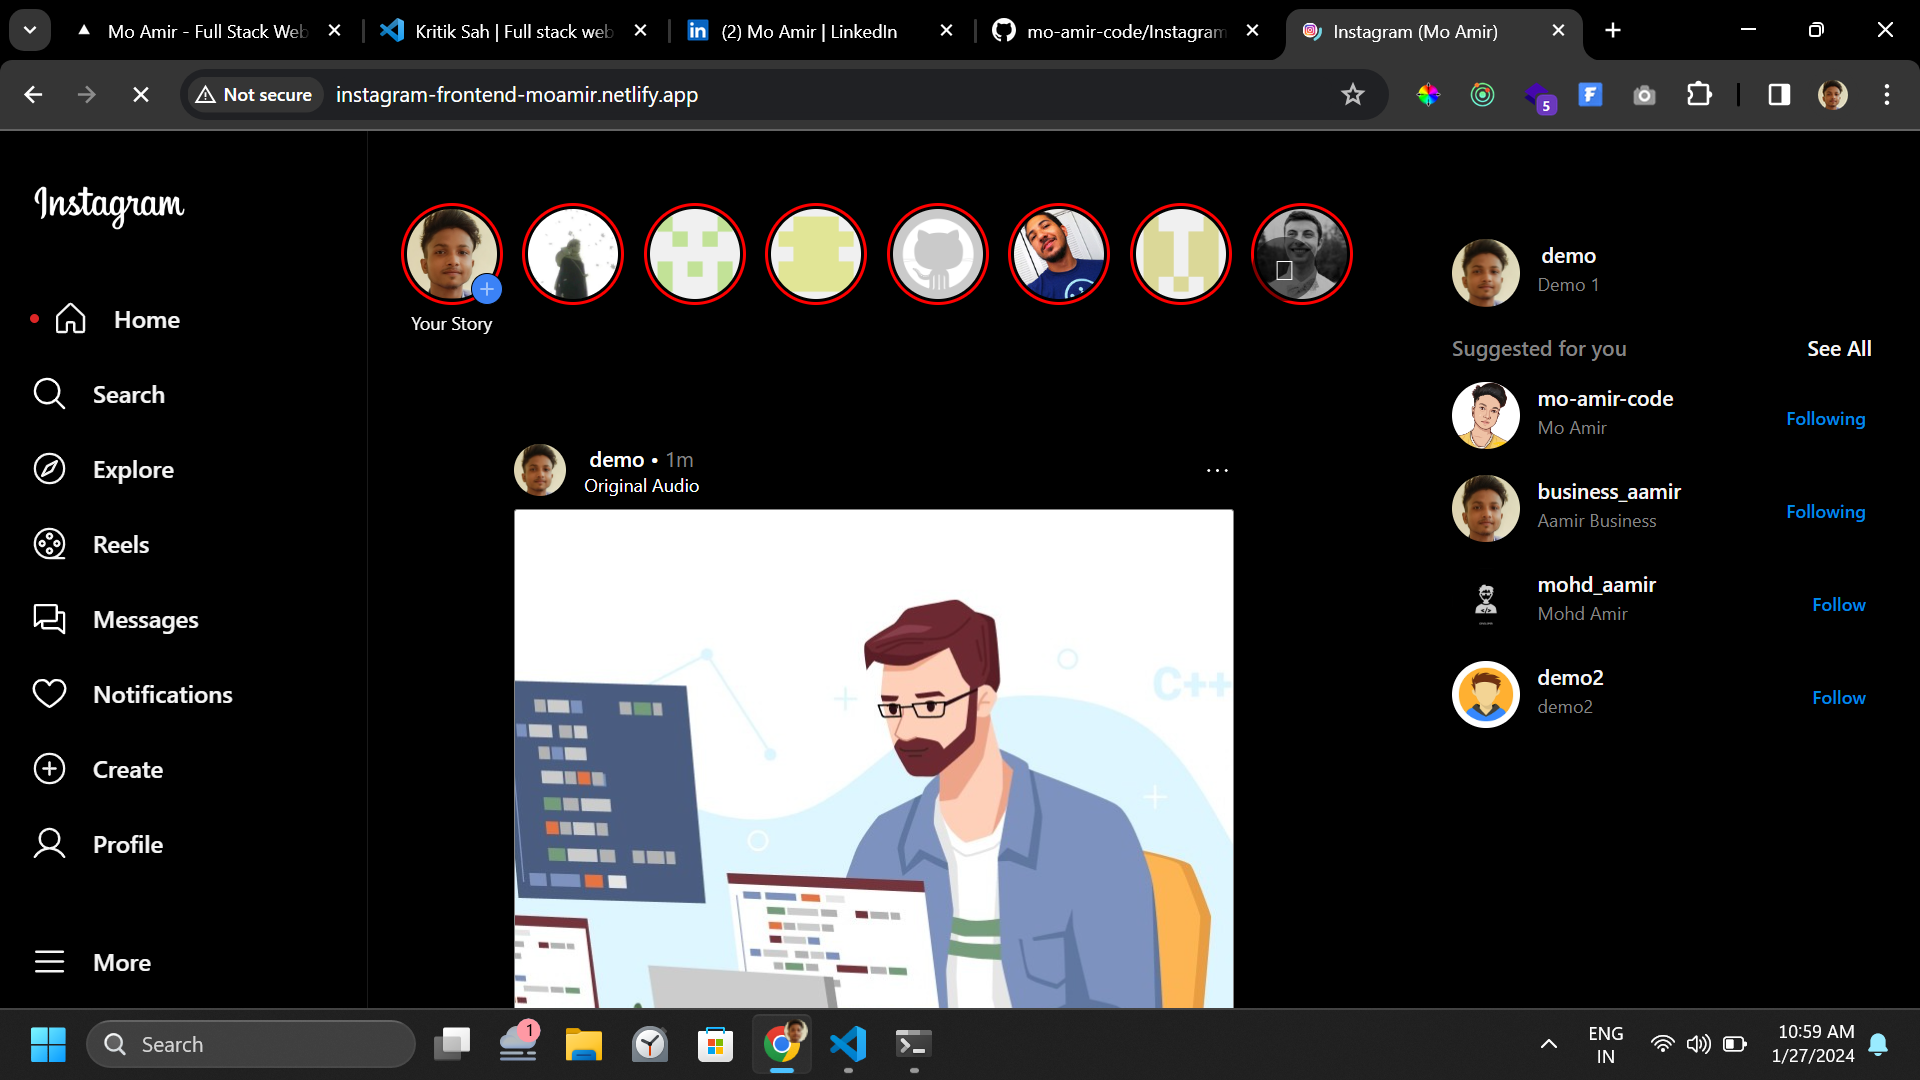 Mo Amir - Full Stack Web
Kritik Sah | Full stack web
(2) Mo Amir | LinkedIn
mo-amir-code/Instagram
Instagram (Mo Amir)
Not secure
instagram-frontend-moamir.netlify.app
5
Instagram
Home
Search
Explore
Reels
Messages
Notifications
Create
Profile
More
Your Story
demo • 1m
Original Audio
...
C++
demo
Demo 1
Suggested for you
See All
mo-amir-code
Mo Amir
Following
business_aamir
Aamir Business
Following
mohd_aamir
Mohd Amir
Follow
demo2
demo2
Follow
Search
1
ENG
IN
10:59 AM
1/27/2024